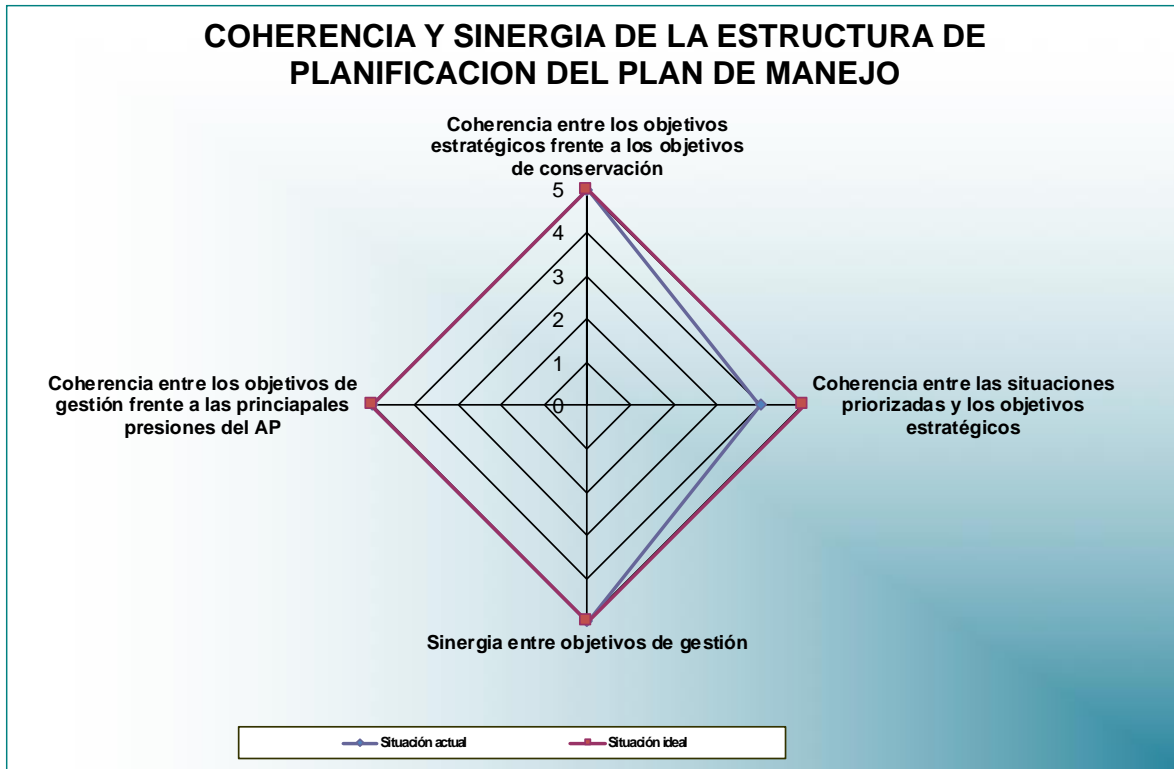 COHERENCIA Y SINERGIA DE LA ESTRUCTURA DE
PLANIFICACION DEL PLAN DE MANEJO
Coherencia entre los objetivos
estratégicos frente a los objetivos
de conservación
5
4
3
2
1
0
Coherencia entre los objetivos de
gestión frente a las princiapales
presiones del AP
Coherencia entre las situaciones
priorizadas y los objetivos
estratégicos
Sinergia entre objetivos de gestión
Situación actual
Situación ideal